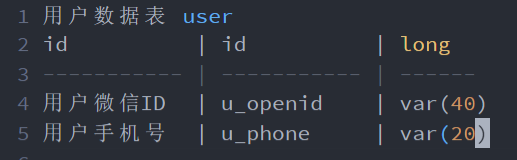 1 用户数据表 user
2 id | id | long
3 ----------- | ----------- | ------
4 用户微信ID | u_openid | var(40)
5 用户手机号 | u_phone | var(20)